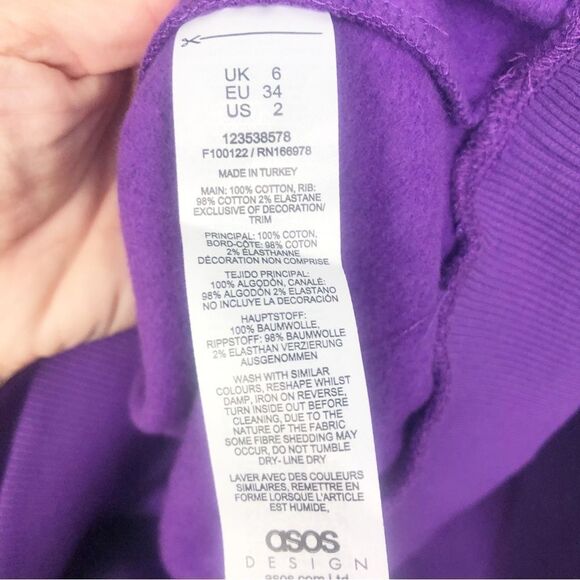 UK 6
EU 34
US 2
123538578
F100122 / RN166978
MADE IN TURKEY
MAIN: 100% COTTON, RIB:
98% COTTON 2% ELASTANE
EXCLUSIVE OF DECORATION/
TRIM
PRINCIPAL: 100% COTON.
BORD-CÔTE: 98% COTON
2% ÉLASTHANNE
DÉCORATION NON COMPRISE
TEJIDO PRINCIPAL:
100% ALGODÓN, CANALÉ:
98% ALGODÓN 2% ELASTANO
NO INCLUYE LA DECORACIÓN
HAUPTSTOFF:
100% BAUMWOLLE,
RIPPSTOFF: 98% BAUMWOLLE
2% ELASTHAN VERZIERUNG
AUSGENOMMEN
WASH WITH SIMILAR
COLOURS, RESHAPE WHILST
DAMP, IRON ON REVERSE,
TURN INSIDE OUT BEFORE
CLEANING, DUE TO THE
NATURE OF THE FABRIC
SOME FIBRE SHEDDING MAY
OCCUR, DO NOT TUMBLE
DRY- LINE DRY
LAVER AVEC DES COULEURS
SIMILAIRES, REMETTRE EN
FORME LORSQUE L'ARTICLE
EST HUMIDE,
asos
DESIGN
asos.com Ltd